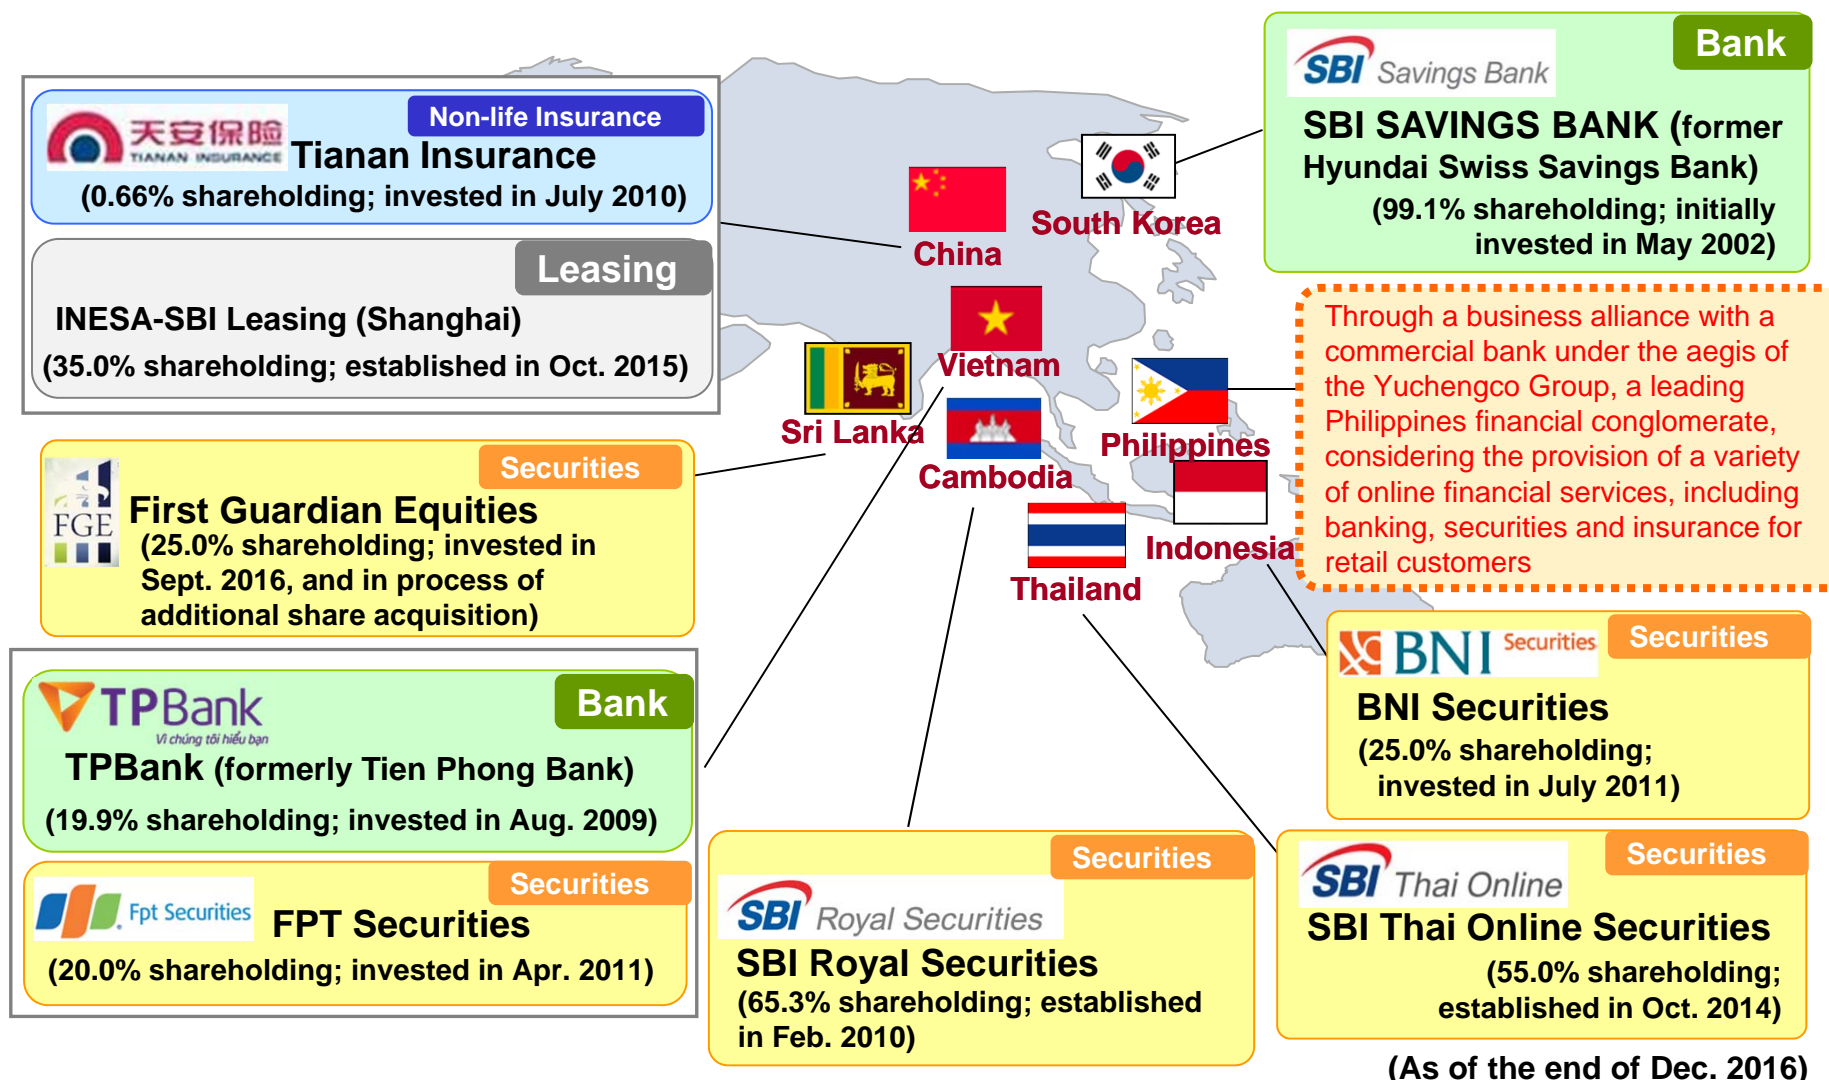 天安保险
TIANAN INSURANCE
Non-life Insurance
Tianan Insurance
(0.66% shareholding; invested in July 2010)
Leasing
INESA-SBI Leasing (Shanghai)
(35.0% shareholding; established in Oct. 2015)
FGE
Securities
First Guardian Equities
(25.0% shareholding; invested in
Sept. 2016, and in process of
additional share acquisition)
TPBank
Vì chúng tôi hiểu bạn
Bank
TPBank (formerly Tien Phong Bank)
(19.9% shareholding; invested in Aug. 2009)
Fpt Securities
Securities
FPT Securities
(20.0% shareholding; invested in Apr. 2011)
China
South Korea
Vietnam
Sri Lanka
Cambodia
Philippines
Indonesia
Thailand
SBI Savings Bank
Bank
SBI SAVINGS BANK (former
Hyundai Swiss Savings Bank)
(99.1% shareholding; initially
invested in May 2002)
Through a business alliance with a
commercial bank under the aegis of
the Yuchengco Group, a leading
Philippines financial conglomerate,
considering the provision of a variety
of online financial services, including
banking, securities and insurance for
retail customers
BNI Securities
Securities
BNI Securities
(25.0% shareholding;
invested in July 2011)
Securities
SBI Royal Securities
SBI Royal Securities
(65.3% shareholding; established
in Feb. 2010)
SBI Thai Online
Securities
SBI Thai Online Securities
(55.0% shareholding;
established in Oct. 2014)
(As of the end of Dec. 2016)